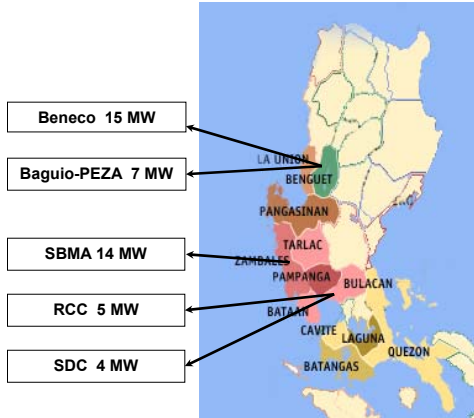 Beneco 15 MW
Baguio-PEZA 7 MW
SBMA 14 MW
RCC 5 MW
SDC 4 MW
LA UNION
BENGUET
PANGASINAN
TARLAC
ZAMBALES
PAMPANGA
BULACAN
BATAAN
CAVITE
LAGUNA
QUEZON
BATANGAS